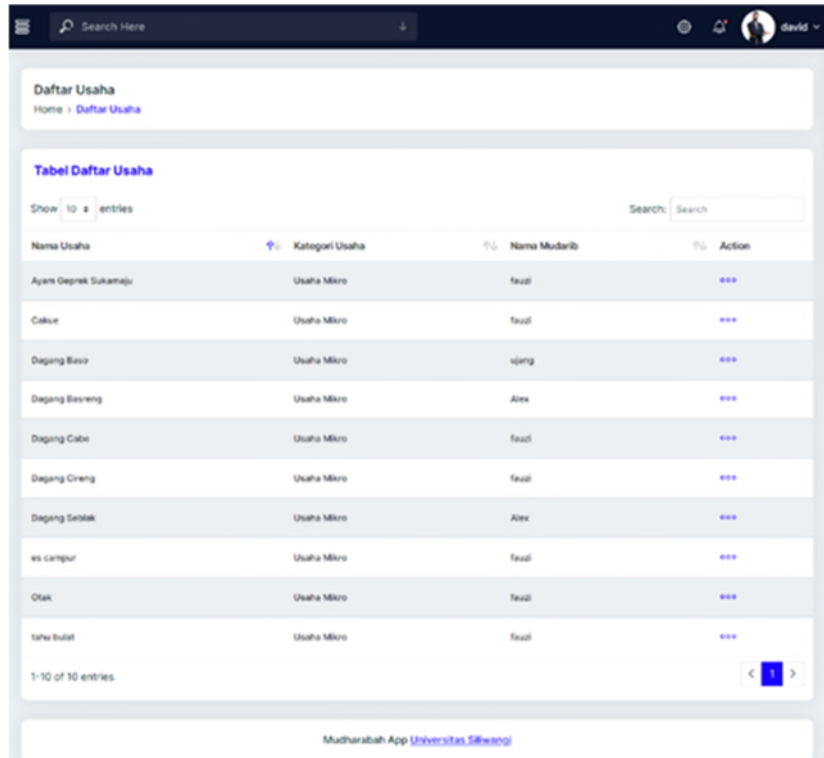 Search Here
david
Daftar Usaha
Home > Daftar Usaha
Tabel Daftar Usaha
Show 10 entries
Search: Search
Nama Usaha Kategori Usaha Nama Mudarib Action
Ayam Geprek Sukamaju Usaha Mikro fauzi
Cakue Usaha Mikro fauzi
Dagang Baso Usaha Mikro ujang
Dagang Basreng Usaha Mikro Alex
Dagang Cabe Usaha Mikro fauzi
Dagang Cireng Usaha Mikro fauzi
Dagang Seblak Usaha Mikro Alex
es campur Usaha Mikro fauzi
Otak Usaha Mikro fauzi
tahu bulat Usaha Mikro fauzi
1-10 of 10 entries
< 1 >
Mudharabah App Universitas Siliwangi